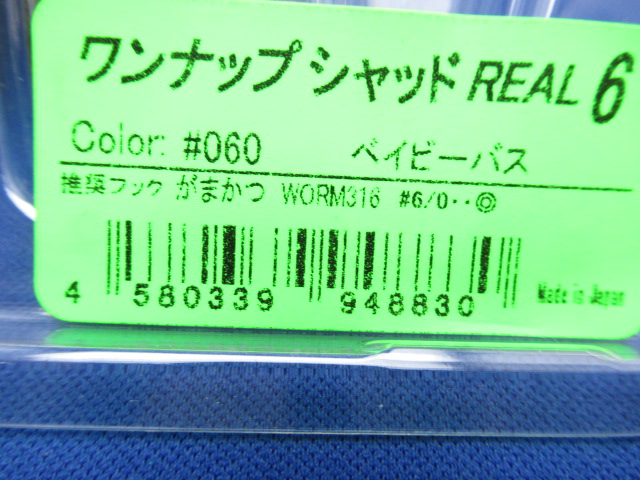 ワンナップシャッド REAL 6
Color: #060 ベイビーバス
推奨フック がまかつ WORM316 #6/0‥◎
4 580339 948830
Made in Japan